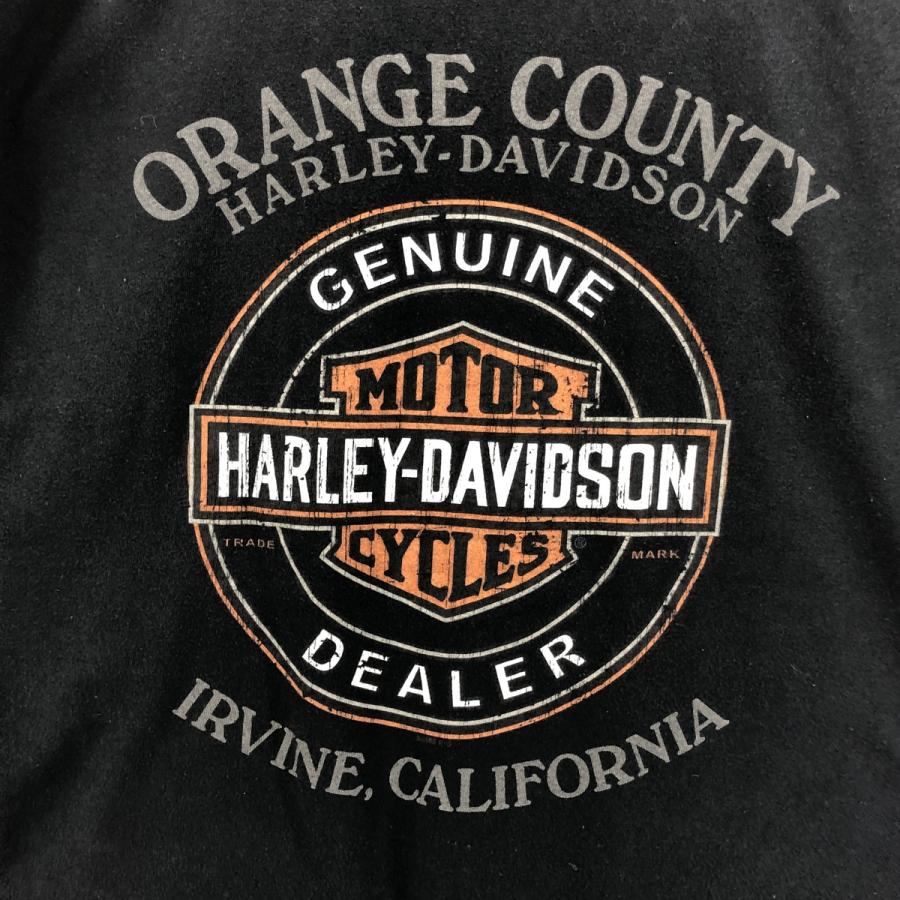 ORANGE COUNTY
HARLEY-DAVIDSON
GENUINE
MOTOR
HARLEY-DAVIDSON
CYCLES ®
TRADE MARK
DEALER
IRVINE, CALIFORNIA